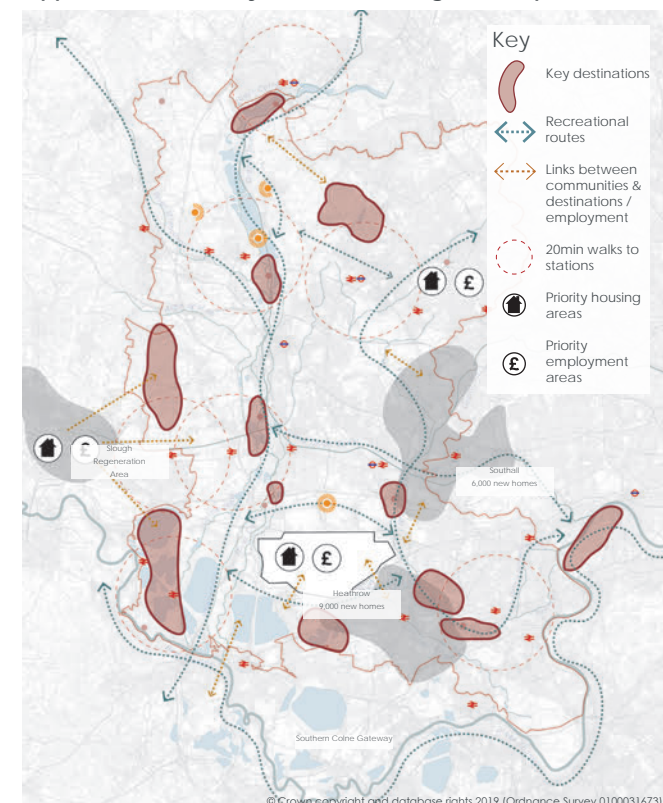 Key
Key destinations
Recreational
routes
Links between
communities &
destinations /
employment
20min walks to
stations
Priority housing
areas
Priority
employment
areas
£
£
£
£
Slough
Regeneration
Area
Southall
6,000 new homes
Heathrow
9,000 new homes
Southern Colne Gateway
© Crown copyright and database rights 2019 (Ordnance Survey 0100031673)